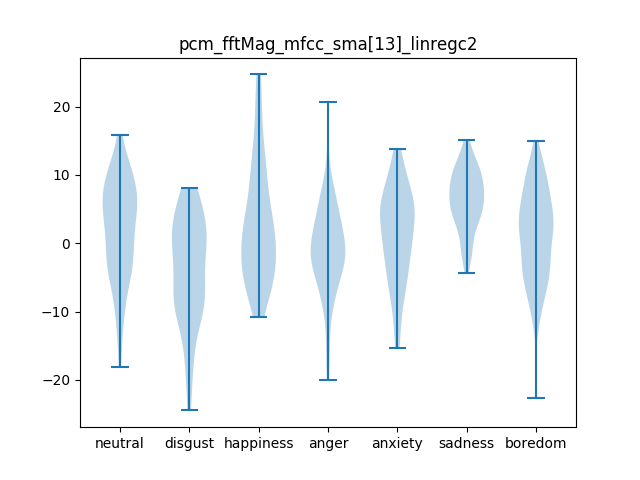 pcm_fftMag_mfcc_sma[13]_linregc2
20
10
0
−10
−20
neutral disgust happiness anger anxiety sadness boredom